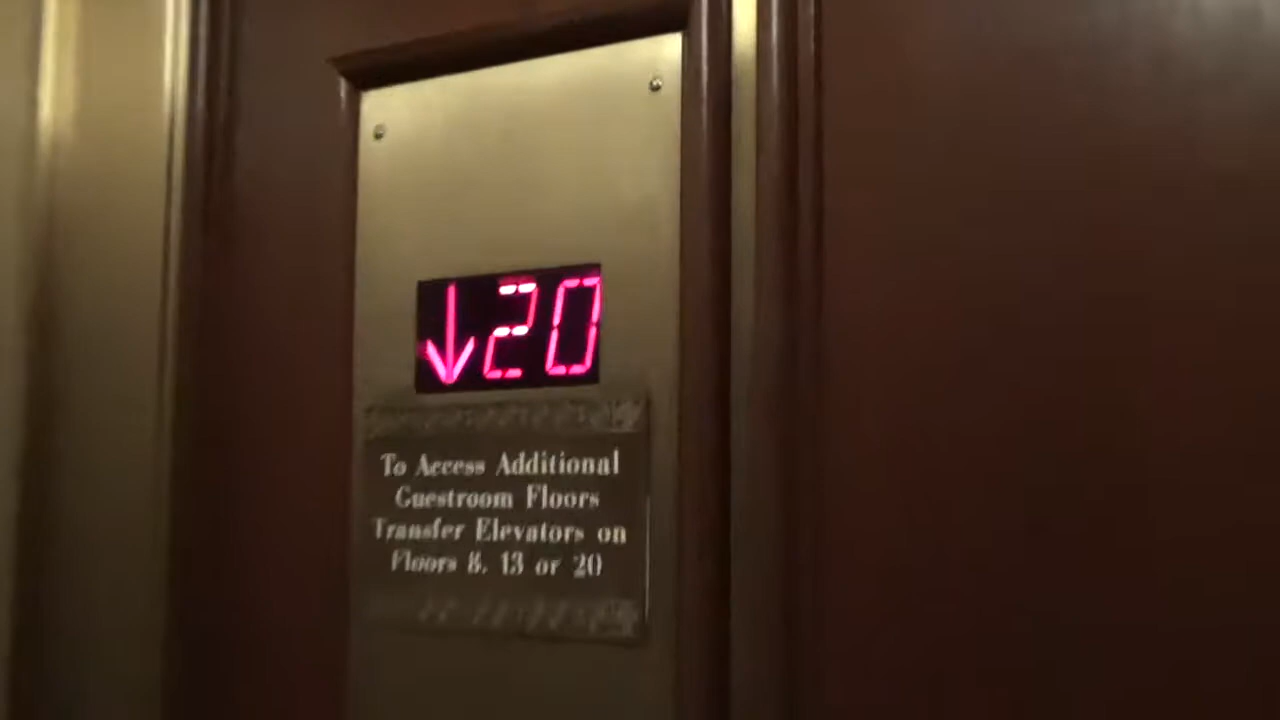 ↓20
To Access Additional
Guestroom Floors
Transfer Elevators on
Floors 8, 13 or 20